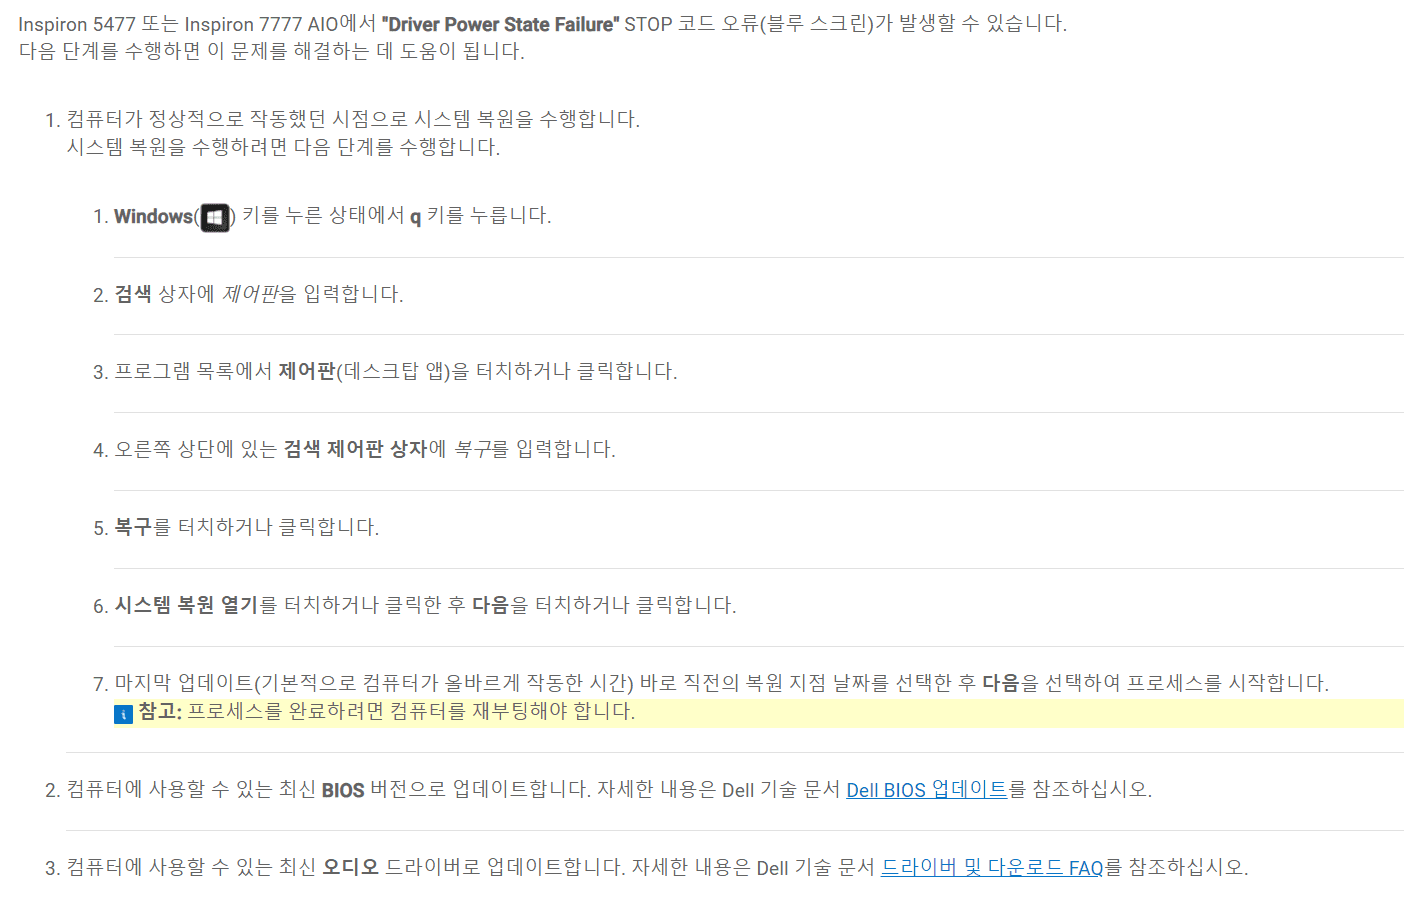 Inspiron 5477 또는 Inspiron 7777 AIO에서 "Driver Power State Failure" STOP 코드 오류(블루 스크린)가 발생할 수 있습니다.
다음 단계를 수행하면 이 문제를 해결하는 데 도움이 됩니다.
1. 컴퓨터가 정상적으로 작동했던 시점으로 시스템 복원을 수행합니다.
시스템 복원을 수행하려면 다음 단계를 수행합니다.
1. Windows() 키를 누른 상태에서 q 키를 누릅니다.
2. 검색 상자에 제어판을 입력합니다.
3. 프로그램 목록에서 제어판(데스크탑 앱)을 터치하거나 클릭합니다.
4. 오른쪽 상단에 있는 검색 제어판 상자에 복구를 입력합니다.
5. 복구를 터치하거나 클릭합니다.
6. 시스템 복원 열기를 터치하거나 클릭한 후 다음을 터치하거나 클릭합니다.
7. 마지막 업데이트(기본적으로 컴퓨터가 올바르게 작동한 시간) 바로 직전의 복원 지점 날짜를 선택한 후 다음을 선택하여 프로세스를 시작합니다.
i 참고: 프로세스를 완료하려면 컴퓨터를 재부팅해야 합니다.
2. 컴퓨터에 사용할 수 있는 최신 BIOS 버전으로 업데이트합니다. 자세한 내용은 Dell 기술 문서 Dell BIOS 업데이트를 참조하십시오.
3. 컴퓨터에 사용할 수 있는 최신 오디오 드라이버로 업데이트합니다. 자세한 내용은 Dell 기술 문서 드라이버 및 다운로드 FAQ를 참조하십시오.